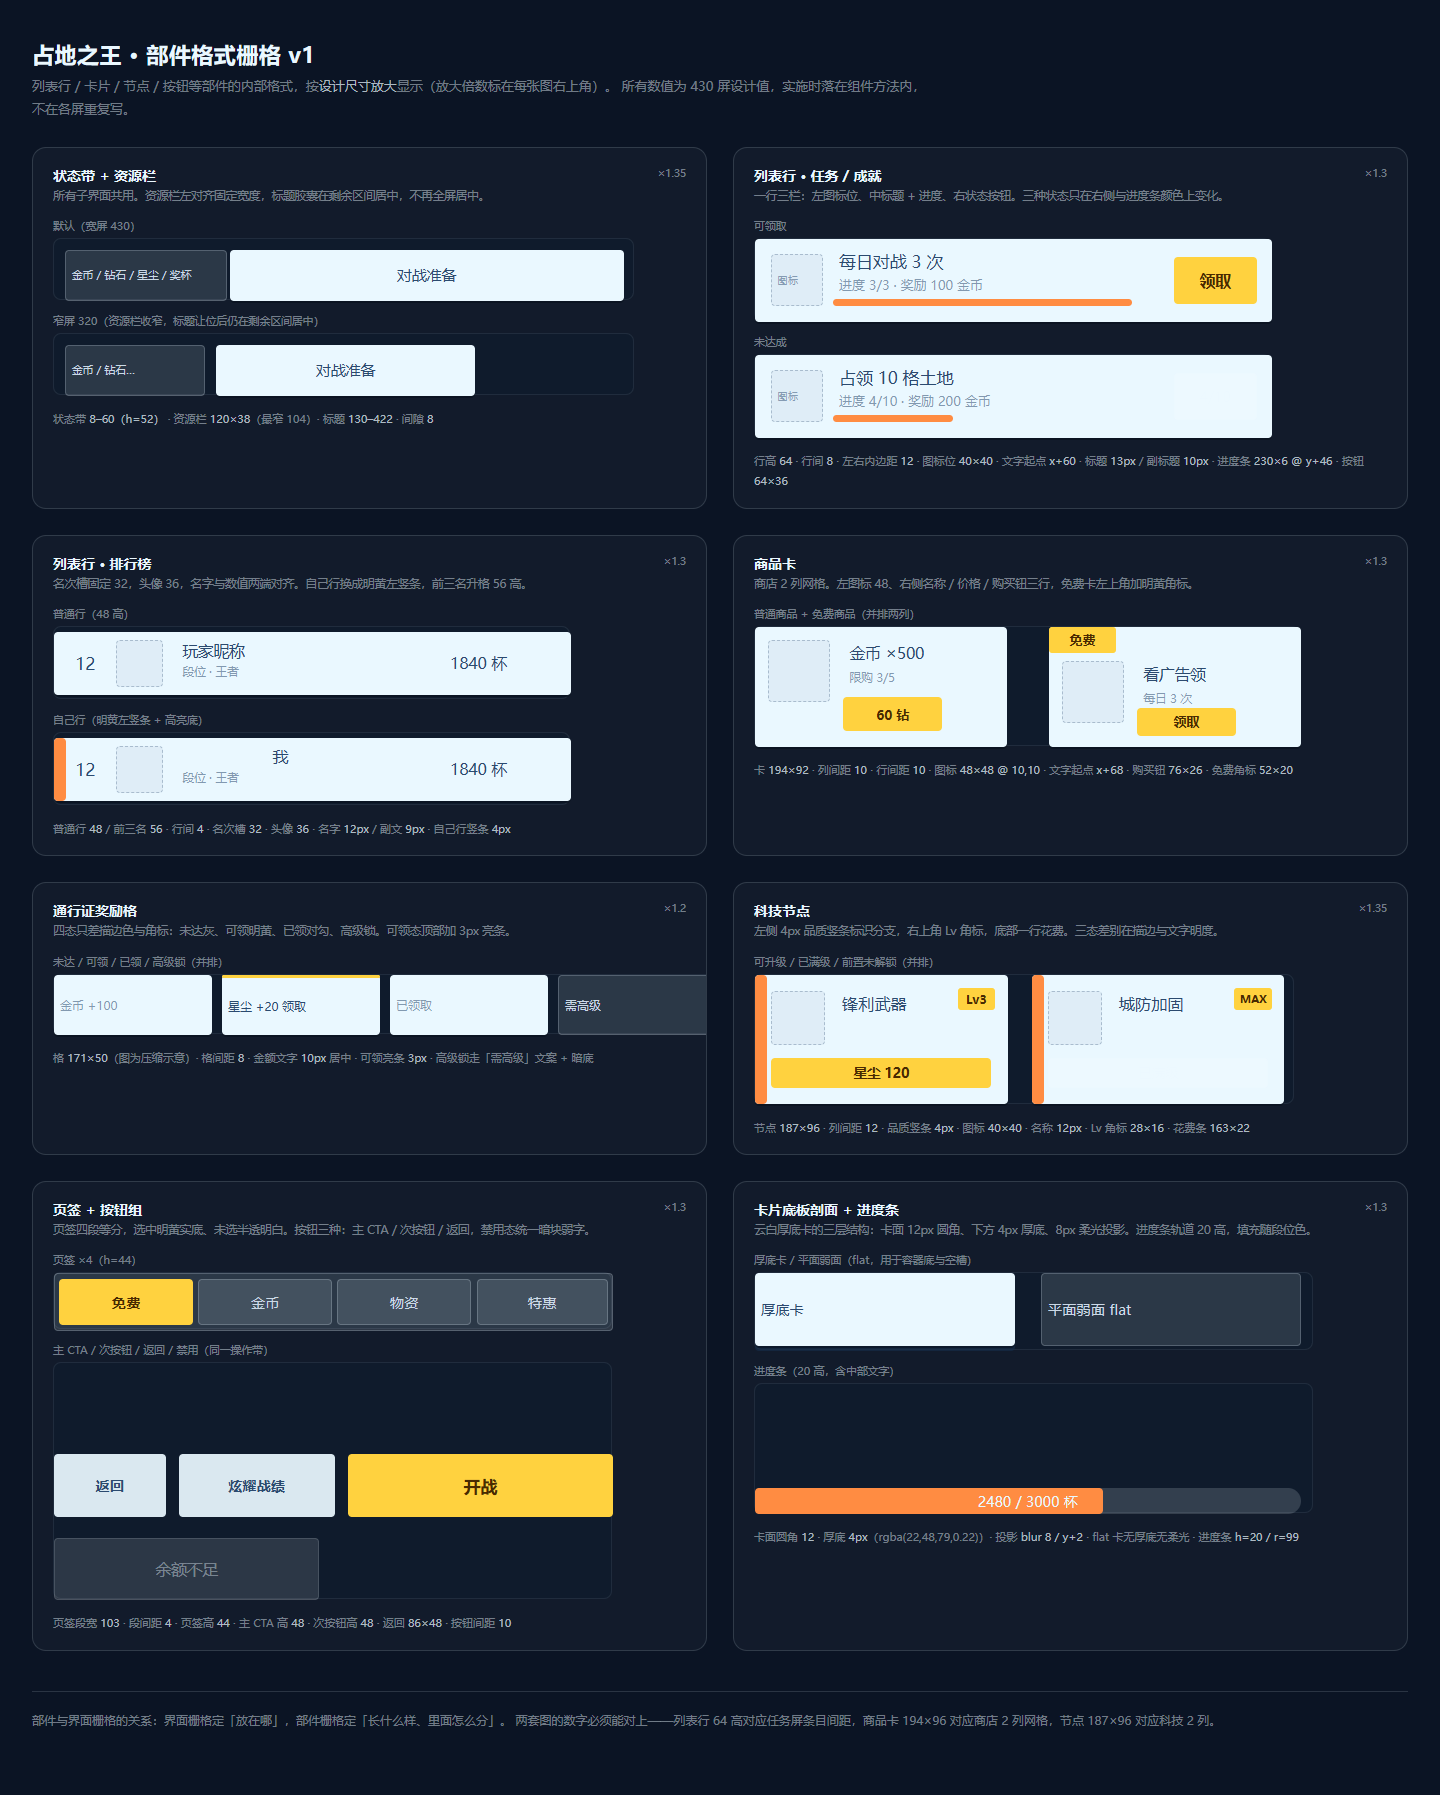 占地之王 · 部件格式栅格 v1
列表行 / 卡片 / 节点 / 按钮等部件的内部格式，按设计尺寸放大显示（放大倍数标在每张图右上角）。 所有数值为 430 屏设计值，实施时落在组件方法内，
不在各屏重复写。
状态带 + 资源栏
×1.35
所有子界面共用。资源栏左对齐固定宽度，标题胶囊在剩余区间居中，不再全屏居中。
默认（宽屏 430）
金币 / 钻石 / 星尘 / 奖杯
对战准备
窄屏 320（资源栏收窄，标题让位后仍在剩余区间居中）
金币 / 钻石...
对战准备
状态带 8–60（h=52） · 资源栏 120×38（最窄 104）· 标题 130–422 · 间隙 8
列表行 · 任务 / 成就
×1.3
一行三栏：左图标位、中标题 + 进度、右状态按钮。三种状态只在右侧与进度条颜色上变化。
可领取
图标
每日对战 3 次
进度 3/3 · 奖励 100 金币
领取
未达成
图标
占领 10 格土地
进度 4/10 · 奖励 200 金币
行高 64 · 行间 8 · 左右内边距 12 · 图标位 40×40 · 文字起点 x+60 · 标题 13px / 副标题 10px · 进度条 230×6 @ y+46 · 按钮
64×36
列表行 · 排行榜
×1.3
名次槽固定 32，头像 36，名字与数值两端对齐。自己行换成明黄左竖条，前三名升格 56 高。
普通行（48 高）
12
玩家昵称
段位 · 王者
1840 杯
自己行（明黄左竖条 + 高亮底）
12
我
段位 · 王者
1840 杯
普通行 48 / 前三名 56 · 行间 4 · 名次槽 32 · 头像 36 · 名字 12px / 副文 9px · 自己行竖条 4px
商品卡
×1.3
商店 2 列网格。左图标 48、右侧名称 / 价格 / 购买钮三行，免费卡左上角加明黄角标。
普通商品 + 免费商品（并排两列）
金币 ×500
限购 3/5
60 钻
免费
看广告领
每日 3 次
领取
卡 194×92 · 列间距 10 · 行间距 10 · 图标 48×48 @ 10,10 · 文字起点 x+68 · 购买钮 76×26 · 免费角标 52×20
通行证奖励格
×1.2
四态只差描边色与角标：未达灰、可领明黄、已领对勾、高级锁。可领态顶部加 3px 亮条。
未达 / 可领 / 已领 / 高级锁（并排）
金币 +100
星尘 +20 领取
已领取
需高级
格 171×50（图为压缩示意） · 格间距 8 · 金额文字 10px 居中 · 可领亮条 3px · 高级锁走「需高级」文案 + 暗底
科技节点
×1.35
左侧 4px 品质竖条标识分支，右上角 Lv 角标，底部一行花费。三态差别在描边与文字明度。
可升级 / 已满级 / 前置未解锁（并排）
锋利武器
Lv3
星尘 120
城防加固
MAX
节点 187×96 · 列间距 12 · 品质竖条 4px · 图标 40×40 · 名称 12px · Lv 角标 28×16 · 花费条 163×22
页签 + 按钮组
×1.3
页签四段等分，选中明黄实底、未选半透明白。按钮三种：主 CTA / 次按钮 / 返回，禁用态统一暗块弱字。
页签 ×4（h=44）
免费
金币
物资
特惠
主 CTA / 次按钮 / 返回 / 禁用（同一操作带）
返回
炫耀战绩
开战
余额不足
页签段宽 103 · 段间距 4 · 页签高 44 · 主 CTA 高 48 · 次按钮高 48 · 返回 86×48 · 按钮间距 10
卡片底板剖面 + 进度条
×1.3
云白厚底卡的三层结构：卡面 12px 圆角、下方 4px 厚底、8px 柔光投影。进度条轨道 20 高，填充随段位色。
厚底卡 / 平面弱面（flat，用于容器底与空槽）
厚底卡
平面弱面 flat
进度条（20 高，含中部文字）
2480 / 3000 杯
卡面圆角 12 · 厚底 4px（rgba(22,48,79,0.22)） · 投影 blur 8 / y+2 · flat 卡无厚底无柔光 · 进度条 h=20 / r=99
部件与界面栅格的关系：界面栅格定「放在哪」，部件栅格定「长什么样、里面怎么分」。 两套图的数字必须能对上——列表行 64 高对应任务屏条目间距，商品卡 194×96 对应商店 2 列网格，节点 187×96 对应科技 2 列。